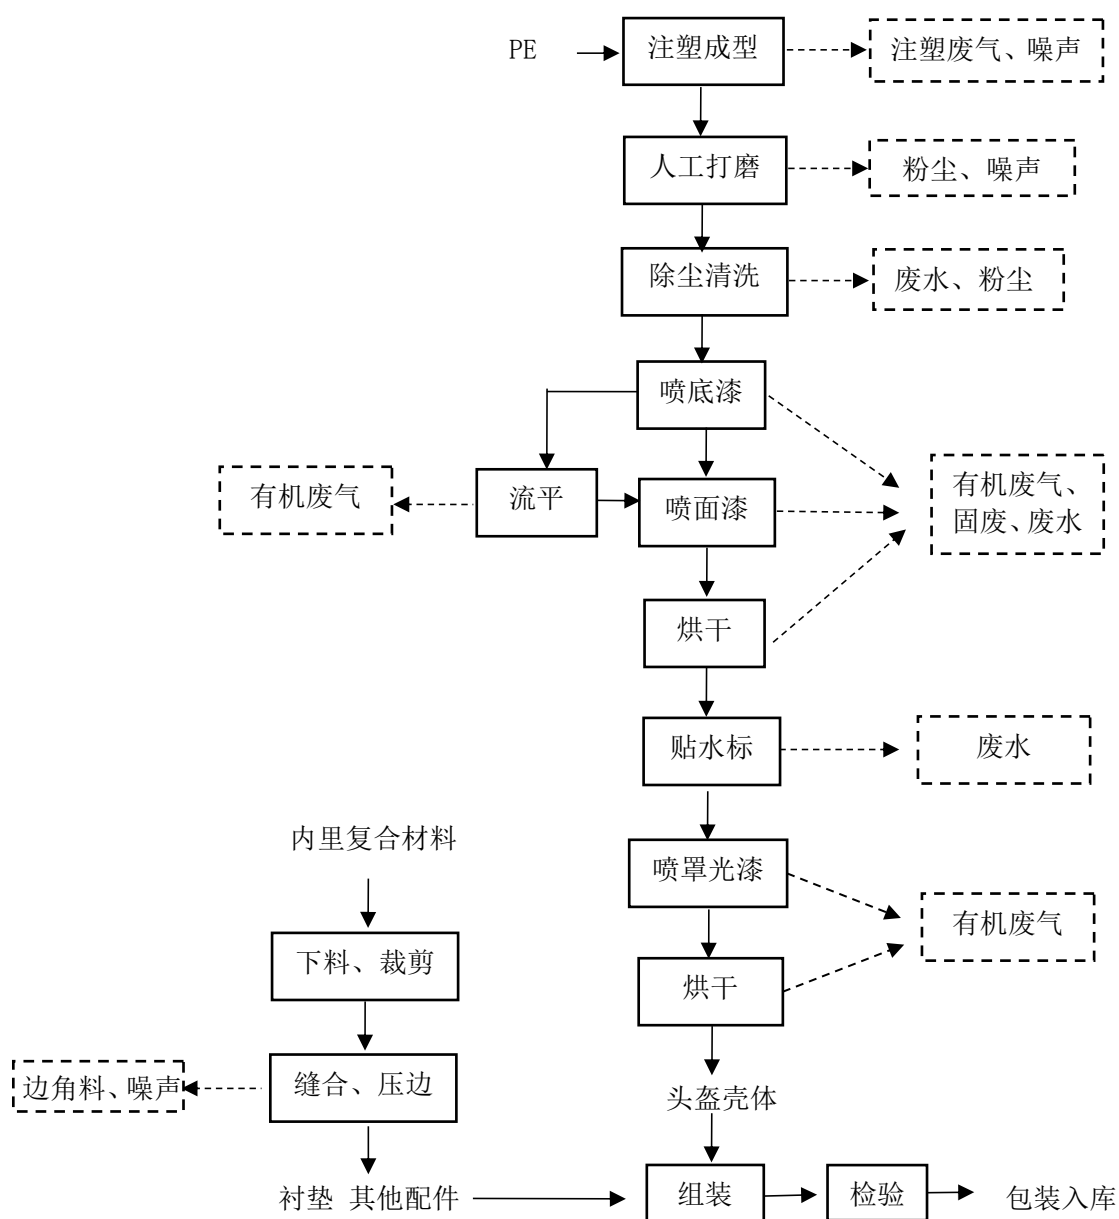 PE
注塑成型
注塑废气、噪声
人工打磨
粉尘、噪声
除尘清洗
废水、粉尘
喷底漆
有机废气
流平
喷面漆
有机废气、
固废、废水
烘干
贴水标
废水
内里复合材料
喷罩光漆
有机废气
下料、裁剪
烘干
边角料、噪声
缝合、压边
头盔壳体
衬垫 其他配件
组装
检验
包装入库